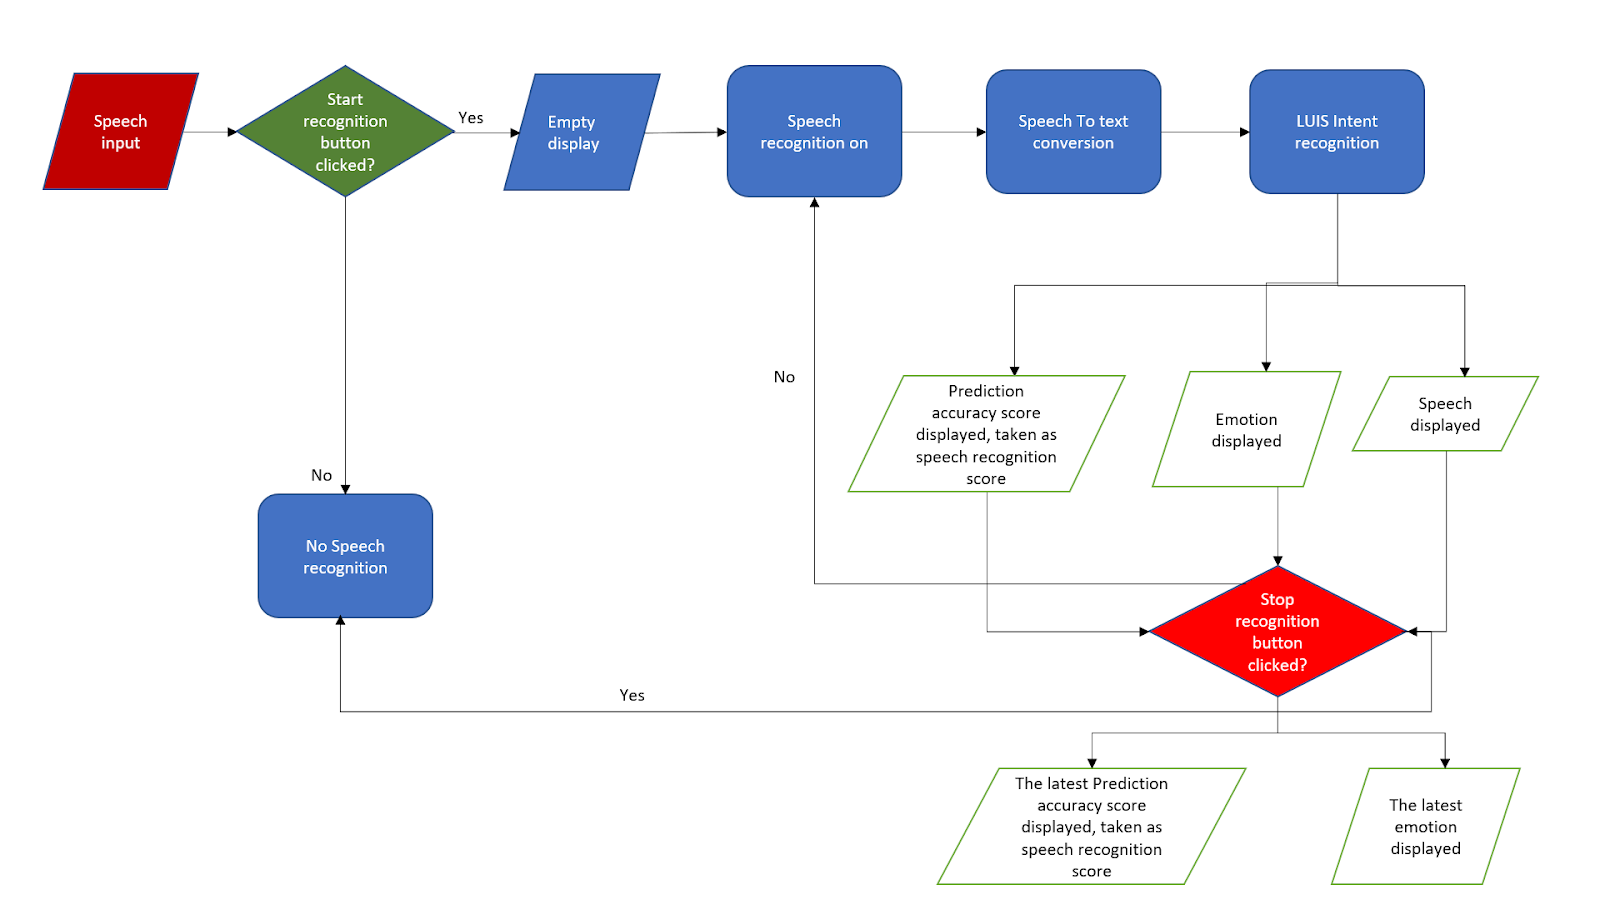 Speech
input
Start
recognition
button
clicked?
Yes
Empty
display
Speech
recognition on
Speech To text
conversion
LUIS Intent
recognition
No
Prediction
accuracy score
displayed, taken as
speech recognition
score
Emotion
displayed
Speech
displayed
No
No Speech
recognition
Stop
recognition
button
clicked?
Yes
The latest Prediction
accuracy score
displayed, taken as
speech recognition
score
The latest
emotion
displayed